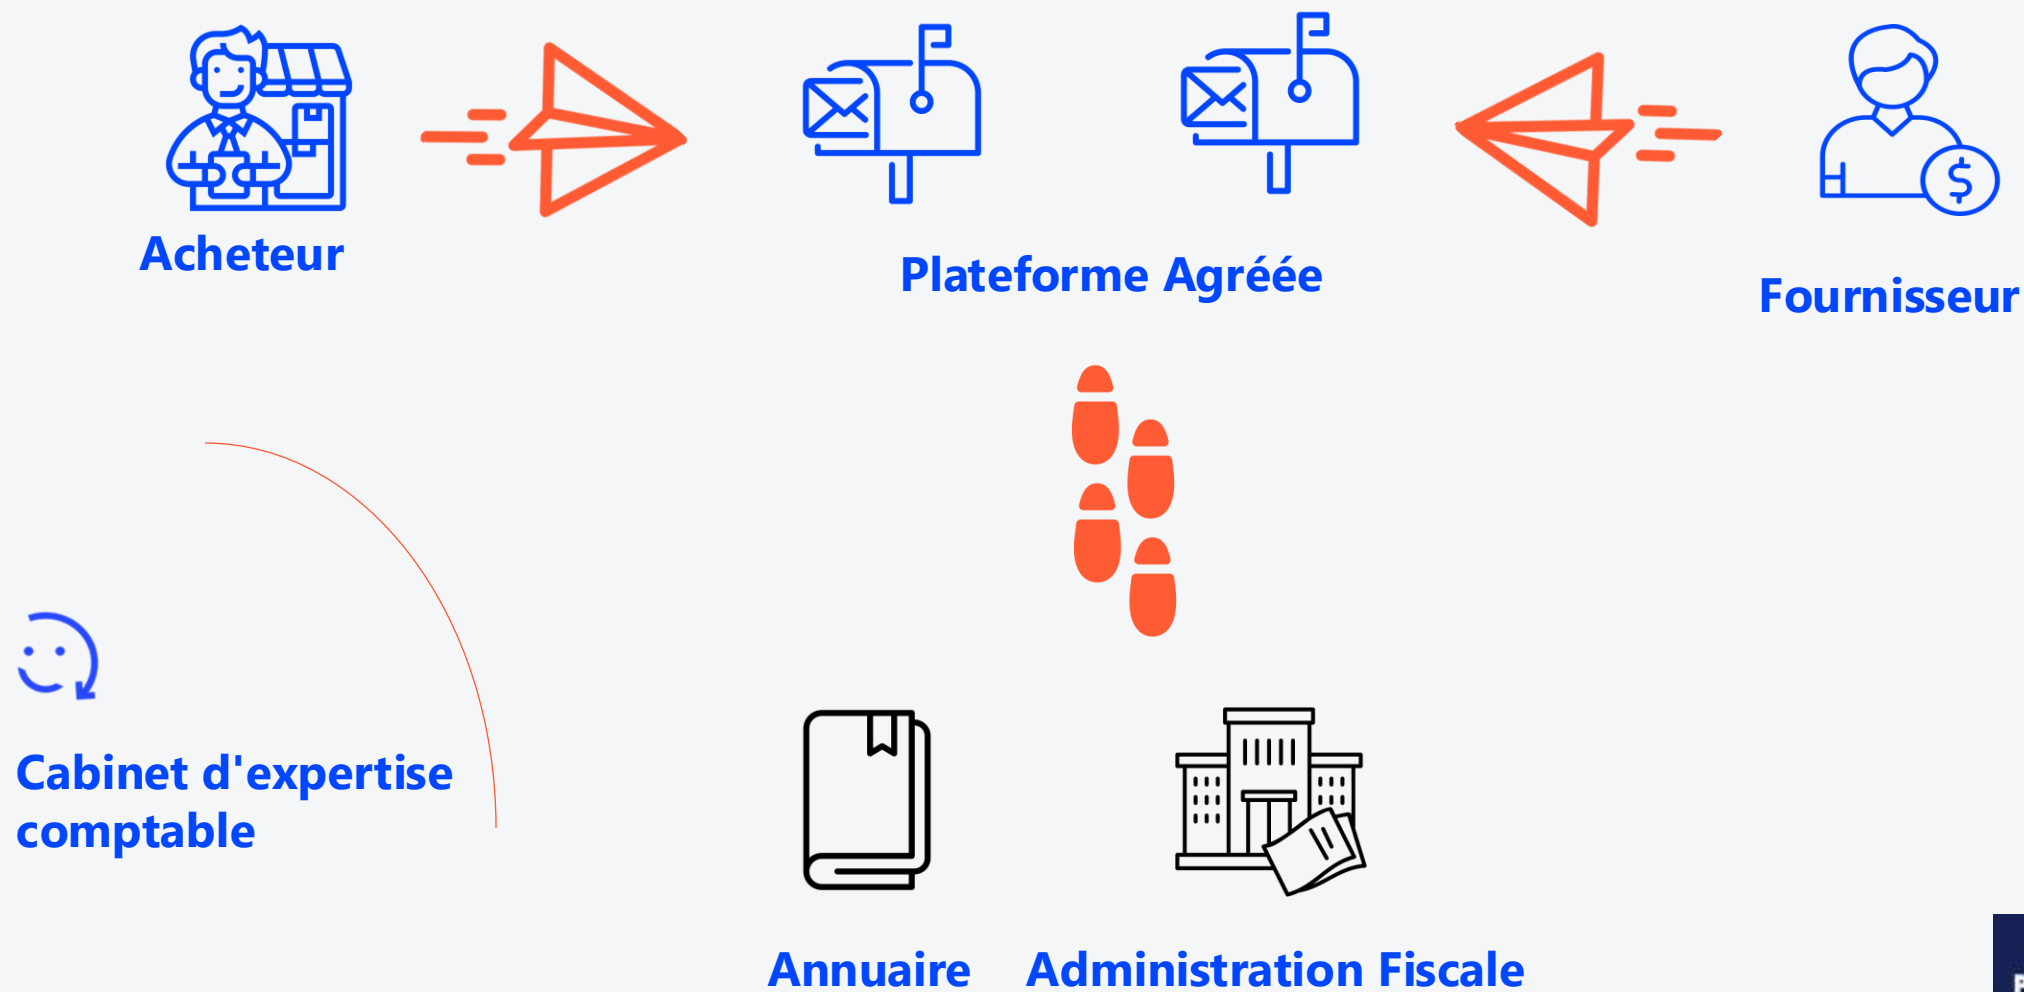 Acheteur
Plateforme Agréée
Fournisseur
Cabinet d'expertise
comptable
Annuaire
Administration Fiscale